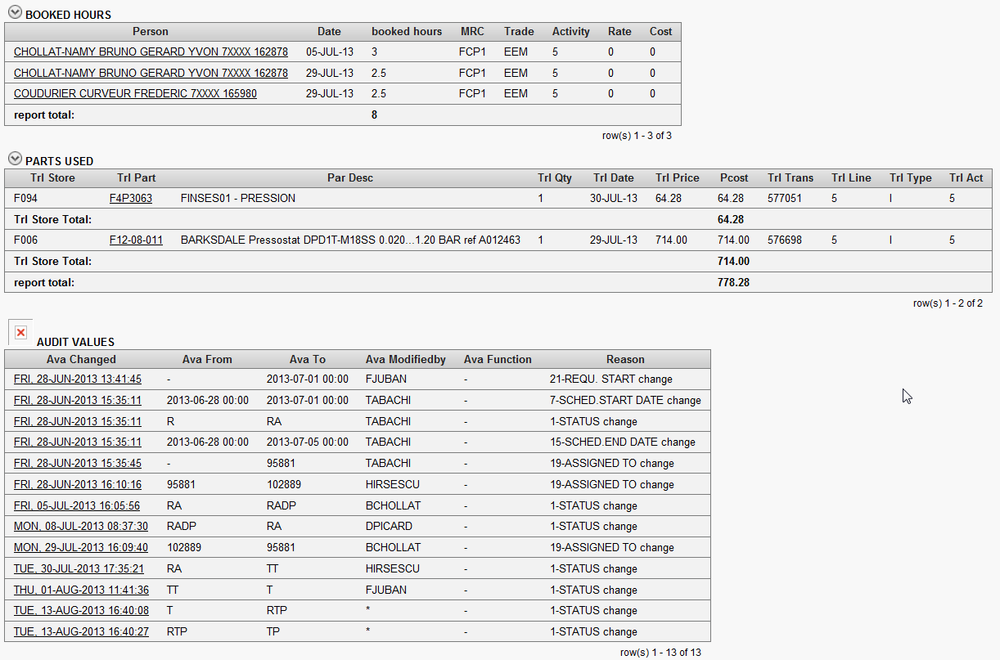 BOOKED HOURS
Person Date booked hours MRC Trade Activity Rate Cost
CHOLLAT-NAMY BRUNO GERARD YVON 7XXXX 162878 05-JUL-13 3 FCP1 EEM 5 0 0
CHOLLAT-NAMY BRUNO GERARD YVON 7XXXX 162878 29-JUL-13 2.5 FCP1 EEM 5 0 0
COUDURIER CURVEUR FREDERIC 7XXXX 165980 29-JUL-13 2.5 FCP1 EEM 5 0 0
report total: 8
row(s) 1 - 3 of 3
PARTS USED
Trl Store Trl Part Par Desc Trl Qty Trl Date Trl Price Pcost Trl Trans Trl Line Trl Type Trl Act
F094 F4P3063 FINSES01 - PRESSION 1 30-JUL-13 64.28 64.28 577051 5 I 5
Trl Store Total: 64.28
F006 F12-08-011 BARKSDALE Pressostat DPD1T-M18SS 0.020...1.20 BAR ref A012463 1 29-JUL-13 714.00 714.00 576698 5 I 5
Trl Store Total: 714.00
report total: 778.28
row(s) 1 - 2 of 2
AUDIT VALUES
Ava Changed Ava From Ava To Ava Modifiedby Ava Function Reason
FRI, 28-JUN-2013 13:41:45 - 2013-07-01 00:00 FJUBAN - 21-REQU. START change
FRI, 28-JUN-2013 15:35:11 2013-06-28 00:00 2013-07-01 00:00 TABACHI - 7-SCHED.START DATE change
FRI, 28-JUN-2013 15:35:11 R RA TABACHI - 1-STATUS change
FRI, 28-JUN-2013 15:35:11 2013-06-28 00:00 2013-07-05 00:00 TABACHI - 15-SCHED.END DATE change
FRI, 28-JUN-2013 15:35:45 - 95881 TABACHI - 19-ASSIGNED TO change
FRI, 28-JUN-2013 16:10:16 95881 102889 HIRSESCU - 19-ASSIGNED TO change
FRI, 05-JUL-2013 16:05:56 RA RADP BCHOLLAT - 1-STATUS change
MON, 08-JUL-2013 08:37:30 RADP RA DPICARD - 1-STATUS change
MON, 29-JUL-2013 16:09:40 102889 95881 BCHOLLAT - 19-ASSIGNED TO change
TUE, 30-JUL-2013 17:35:21 RA TT HIRSESCU - 1-STATUS change
THU, 01-AUG-2013 11:41:36 TT T FJUBAN - 1-STATUS change
TUE, 13-AUG-2013 16:40:08 T RTP * - 1-STATUS change
TUE, 13-AUG-2013 16:40:27 RTP TP * - 1-STATUS change
row(s) 1 - 13 of 13